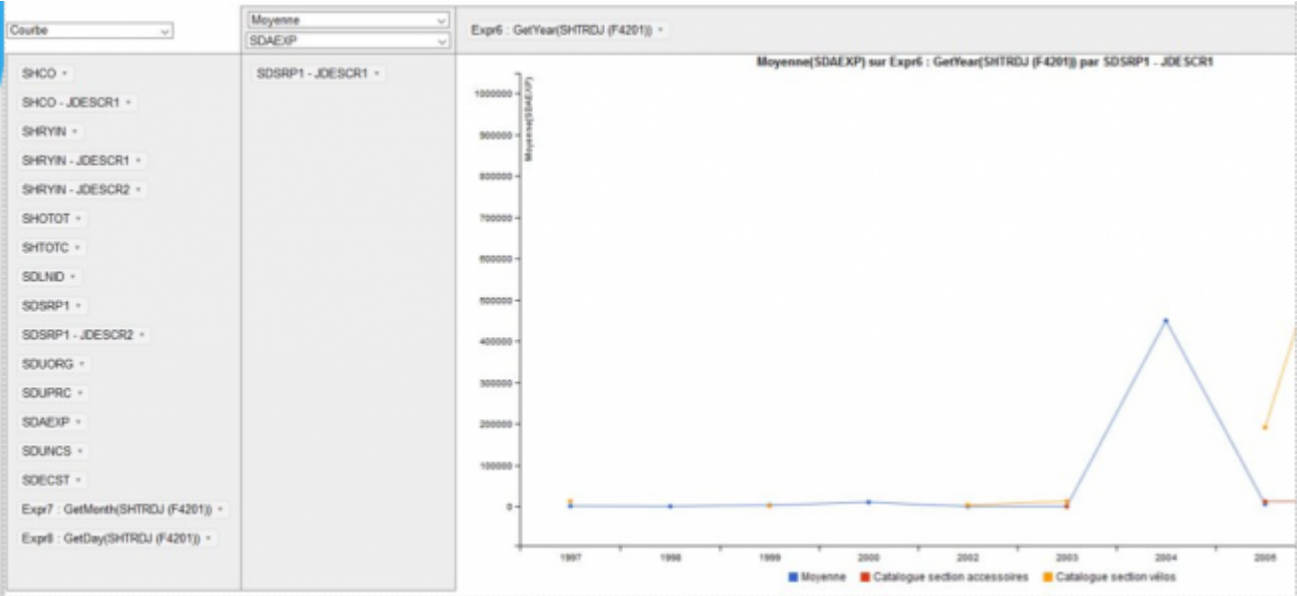 Courbe
Moyenne
SDAEXP
Expr6 : GetYear(SHTRDJ (F4201))
SHCO
SHCO - JDESCR1
SHRYIN
SHRYIN - JDESCR1
SHRYIN - JDESCR2
SHOTOT
SHTOTC
SDLNID
SDSRP1
SDSRP1 - JDESCR2
SDUORG
SDUPRC
SDAEXP
SDUNCS
SDECST
Expr7 : GetMonth(SHTRDJ (F4201))
Expr8 : GetDay(SHTRDJ (F4201))
SDSRP1 - JDESCR1
Moyenne(SDAEXP) sur Expr6 : GetYear(SHTRDJ (F4201)) par SDSRP1 - JDESCR1
Moyenne(SDAEXP)
1000000
900000
800000
700000
600000
500000
400000
300000
200000
100000
0
1997 1998 1999 2000 2002 2003 2004 2005
Moyenne Catalogue section accessoires Catalogue section vélos